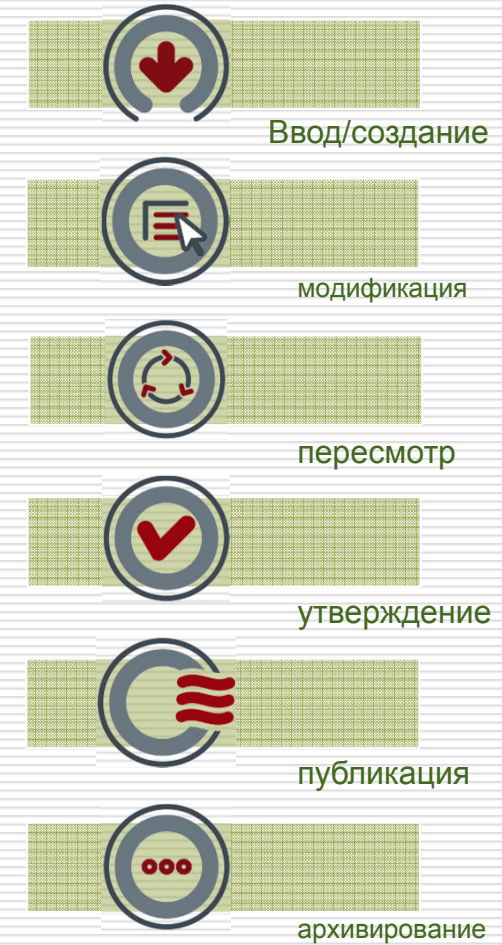 Ввод/создание
модификация
пересмотр
утверждение
публикация
архивирование